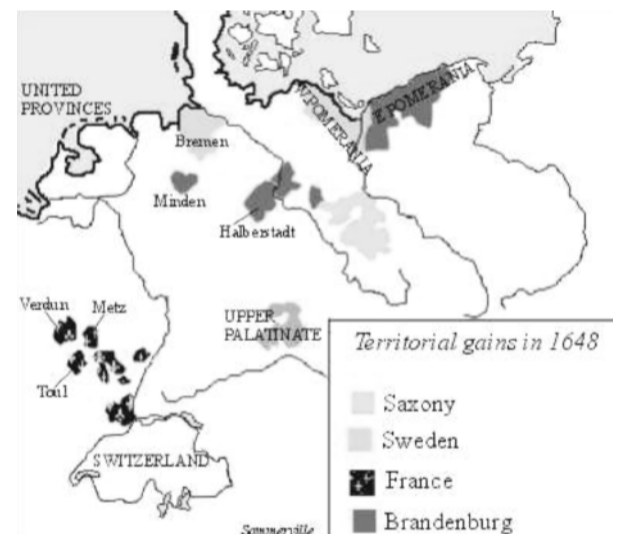 UNITED
PROVINCES
W.POMERANIA
E POMERANIA
Bremen
Minden
Halberstadt
Verdun
Metz
UPPER
PALATINATE
Toul
SWITZERLAND
Sommerville
Territorial gains in 1648
Saxony
Sweden
France
Brandenburg